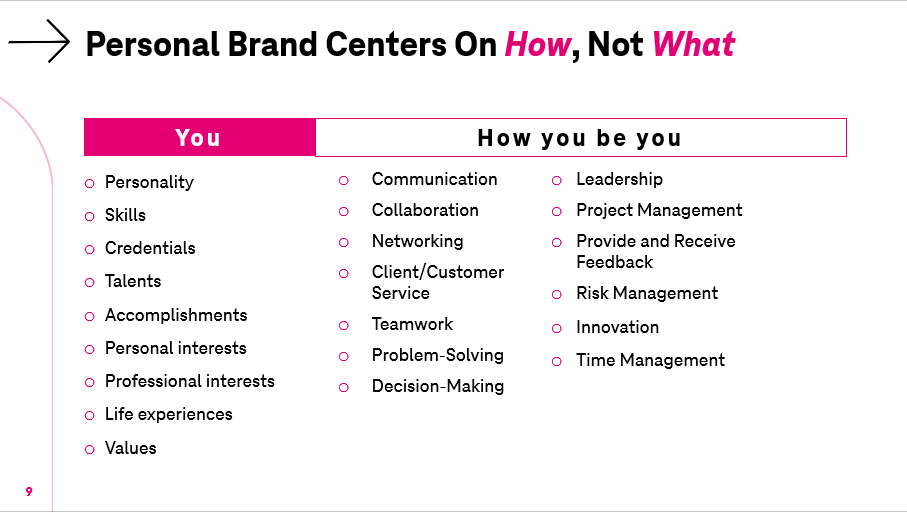 Personal Brand Centers On How, Not What
You
How you be you
Personality
Skills
Credentials
Talents
Accomplishments
Personal interests
Professional interests
Life experiences
Values
Communication
Collaboration
Networking
Client/Customer
Service
Teamwork
Problem-Solving
Decision-Making
Leadership
Project Management
Provide and Receive
Feedback
Risk Management
Innovation
Time Management
9